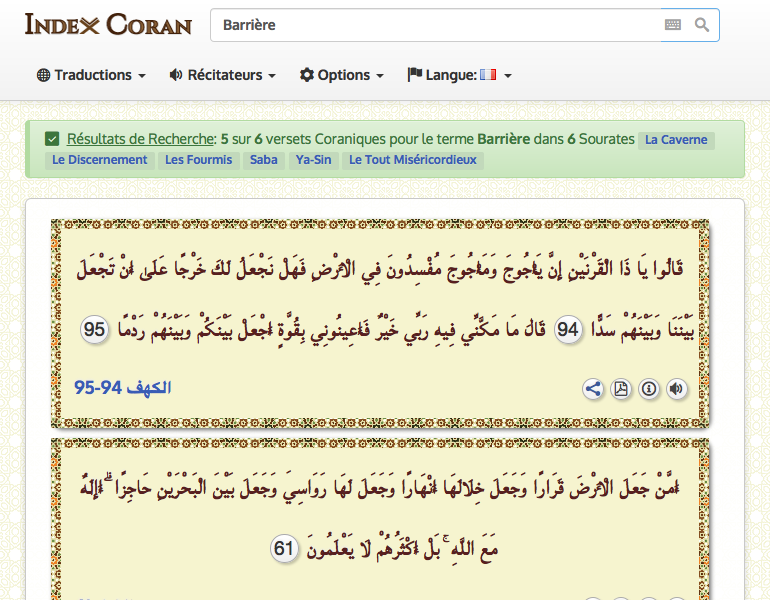 INDEX CORAN
Barrière
Traductions
Récitateurs
Options
Langue:
Résultats de Recherche: 5 sur 6 versets Coraniques pour le terme Barrière dans 6 Sourates La Caverne
Le Discernement Les Fourmis Saba Ya-Sin Le Tout Miséricordieux
قَالُوا يَا ذَا الْقَرْنَيْنِ إِنَّ يَأْجُوجَ وَمَأْجُوجَ مُفْسِدُونَ فِي الْأَرْضِ فَهَلْ نَجْعَلُ لَكَ خَرْجًا عَلَىٰ أَنْ تَجْعَلَ
بَيْنَنَا وَبَيْنَهُمْ سَدًّا 94 قَالَ مَا مَكَّنِّي فِيهِ رَبِّي خَيْرٌ فَأَعِينُونِي بِقُوَّةٍ أَجْعَلْ بَيْنَكُمْ وَبَيْنَهُمْ رَدْمًا 95
الكهف 94-95
أَمَّنْ جَعَلَ الْأَرْضَ قَرَارًا وَجَعَلَ خِلَالَهَا أَنْهَارًا وَجَعَلَ لَهَا رَوَاسِيَ وَجَعَلَ بَيْنَ الْبَحْرَيْنِ حَاجِزًا ۗ أَإِلَٰهٌ
مَعَ اللَّهِ ۚ بَلْ أَكْثَرُهُمْ لَا يَعْلَمُونَ 61